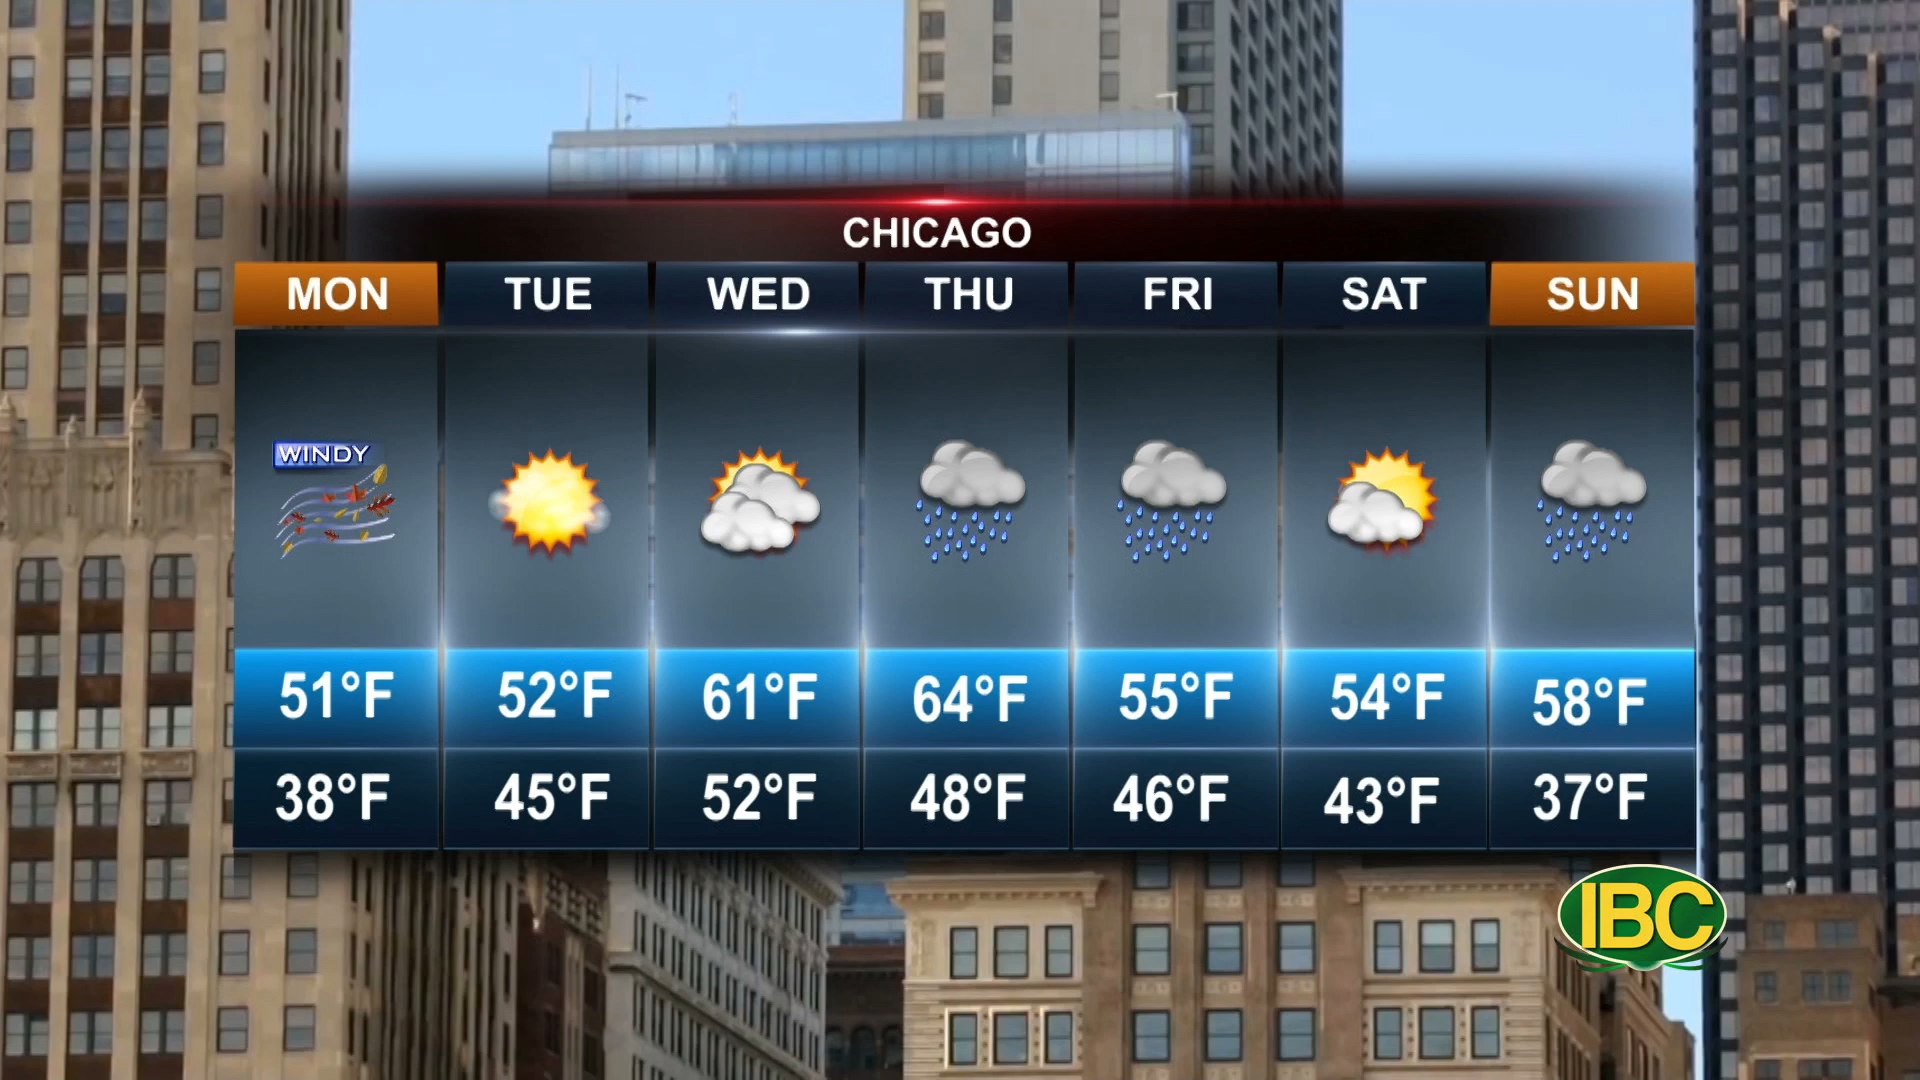 CHICAGO
MON TUE WED THU FRI SAT SUN
WINDY
51°F 52°F 61°F 64°F 55°F 54°F 58°F
38°F 45°F 52°F 48°F 46°F 43°F 37°F
IBC